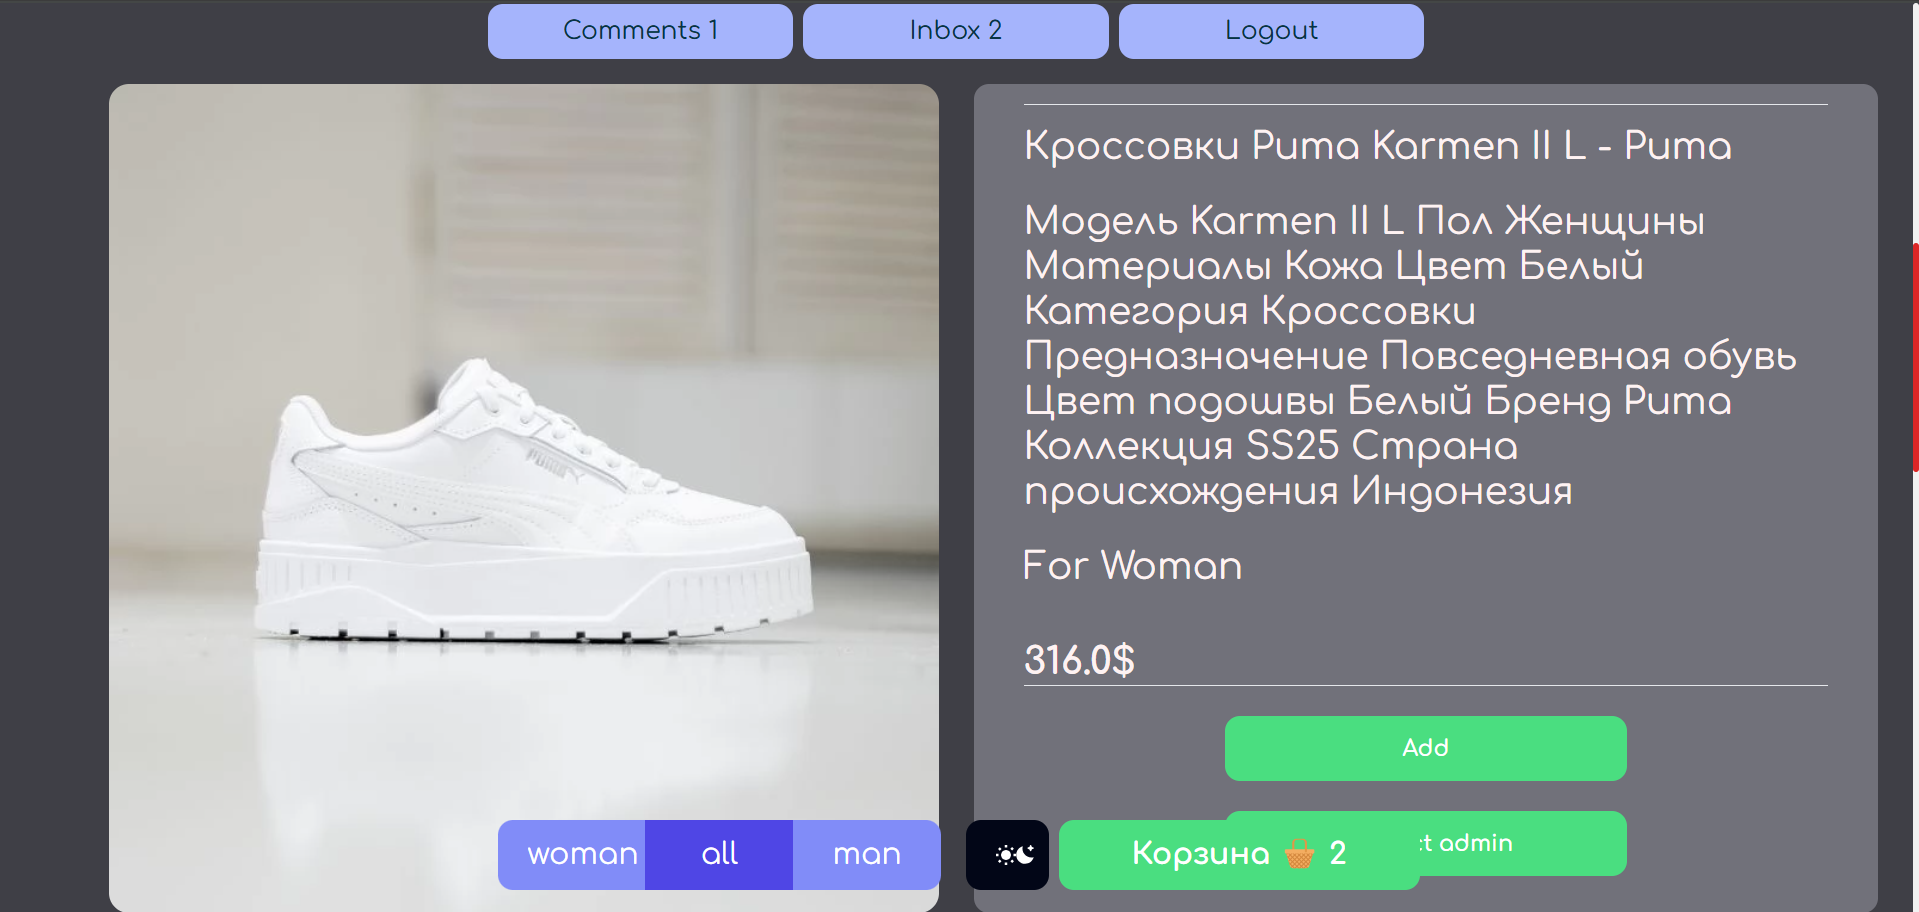 Comments 1
Inbox 2
Logout
Кроссовки Puma Karmen II L - Puma
Модель Karmen II L Пол Женщины
Материалы Кожа Цвет Белый
Категория Кроссовки
Предназначение Повседневная обувь
Цвет подошвы Белый Бренд Puma
Коллекция SS25 Страна
происхождения Индонезия
For Woman
316.0$
Add
admin
woman
all
man
Корзина 2
PUMA